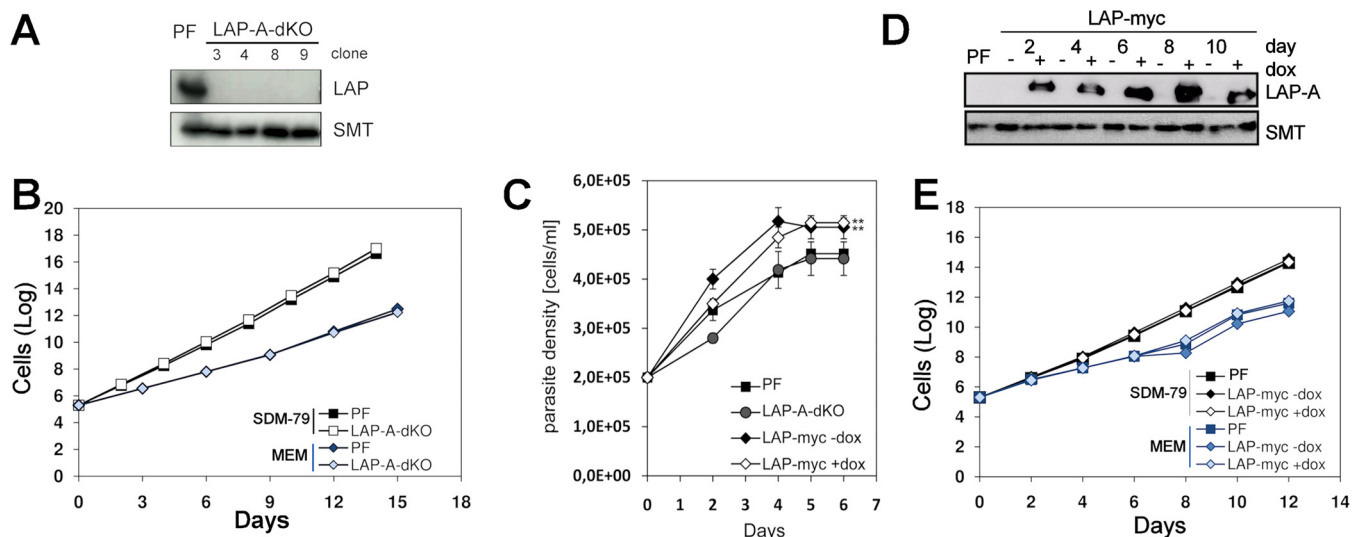 A
PF LAP-A-dKO
3 4 8 9 clone
LAP
SMT
B
20
18
16
14
12
10
8
6
4
2
0
Cells (Log)
SDM-79
PF
LAP-A-dKO
MEM
PF
LAP-A-dKO
0 3 6 9 12 15 18
Days
C
6,0E+05
5,0E+05
4,0E+05
3,0E+05
2,0E+05
1,0E+05
0,0E+00
parasite density [cells/ml]
**
**
PF
LAP-A-dKO
LAP-myc -dox
LAP-myc +dox
0 1 2 3 4 5 6 7
Days
D
LAP-myc
2 4 6 8 10 day
PF - + - + - + - + - + dox
LAP-A
SMT
E
18
16
14
12
10
8
6
4
2
0
Cells (Log)
SDM-79
PF
LAP-myc -dox
LAP-myc +dox
MEM
PF
LAP-myc -dox
LAP-myc +dox
0 2 4 6 8 10 12 14
Days